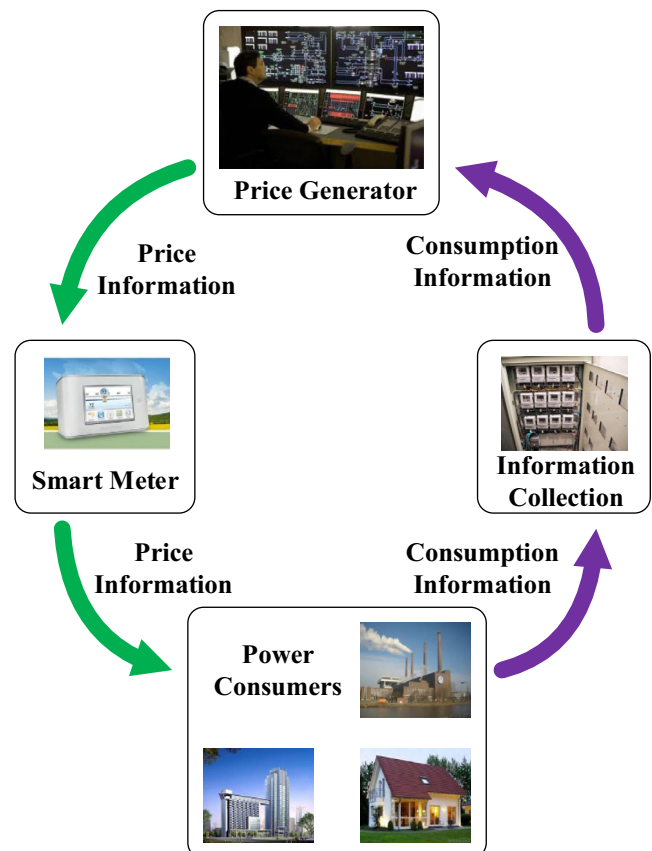 Price Generator
Price
Information
Consumption
Information
Smart Meter
Information
Collection
Price
Information
Consumption
Information
Power
Consumers